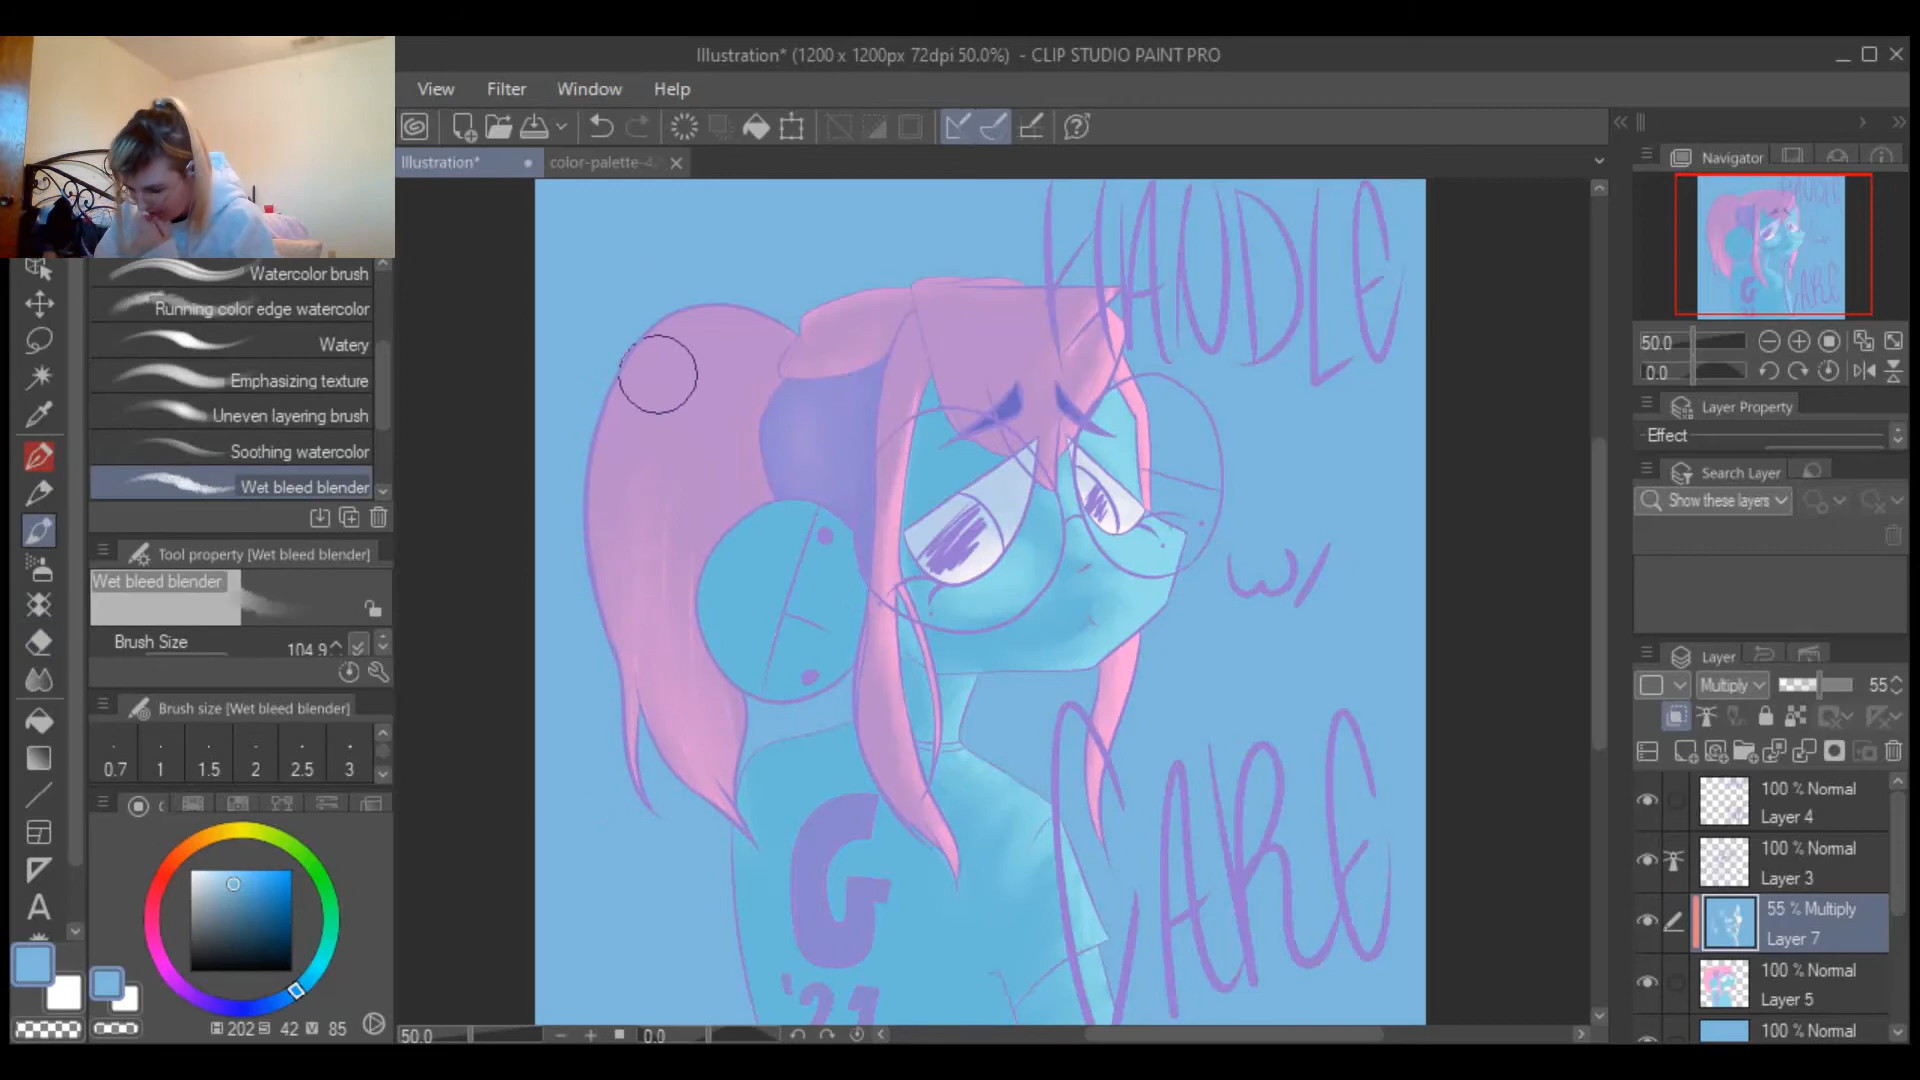 Illustration* (1200 x 1200px 72dpi 50.0%) - CLIP STUDIO PAINT PRO
View Filter Window Help
Illustration*
color-palette-4
Watercolor brush
Running color edge watercolor
Watery
Emphasizing texture
Uneven layering brush
Soothing watercolor
Wet bleed blender
Tool property [Wet bleed blender]
Wet bleed blender
Brush Size 104.9
Brush size [Wet bleed blender]
0.7 1 1.5 2 2.5 3
H 202 S 42 V 85
HANDLE
w/
CARE
G
'21
50.0
0.0
Navigator
50.0
0.0
Layer Property
Effect
Search Layer
Show these layers
Layer
Multiply 55
100 % Normal
Layer 4
100 % Normal
Layer 3
55 % Multiply
Layer 7
100 % Normal
Layer 5
100 % Normal